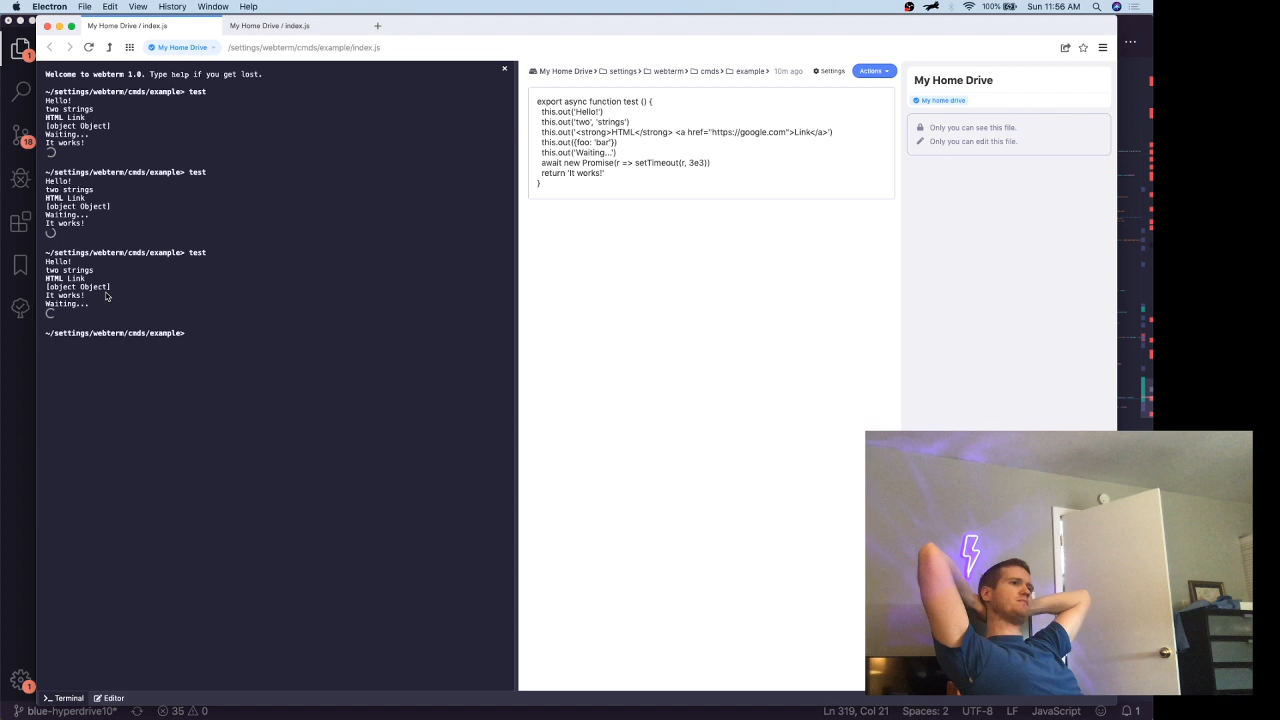 Electron File Edit View History Window Help
100% Sun 11:56 AM
My Home Drive / index.js
My Home Drive / index.js
My Home Drive
/settings/webterm/cmds/example/index.js
Welcome to webterm 1.0. Type help if you get lost.
~/settings/webterm/cmds/example> test
Hello!
two strings
HTML Link
[object Object]
Waiting...
It works!
~/settings/webterm/cmds/example> test
Hello!
two strings
HTML Link
[object Object]
Waiting...
It works!
~/settings/webterm/cmds/example> test
Hello!
two strings
HTML Link
[object Object]
It works!
Waiting...
~/settings/webterm/cmds/example>
My Home Drive > settings > webterm > cmds > example > 10m ago Settings Actions
export async function test () {
this.out('Hello!')
this.out('two', 'strings')
this.out('<strong>HTML</strong> <a href="https://google.com">Link</a>')
this.out({foo: 'bar'})
this.out('Waiting...')
await new Promise(r => setTimeout(r, 3e3))
return 'It works!'
}
My Home Drive
My home drive
Only you can see this file.
Only you can edit this file.
1
18
1
>_ Terminal Editor
blue-hyperdrive10* 35 0 Ln 319, Col 21 Spaces: 2 UTF-8 LF JavaScript 1